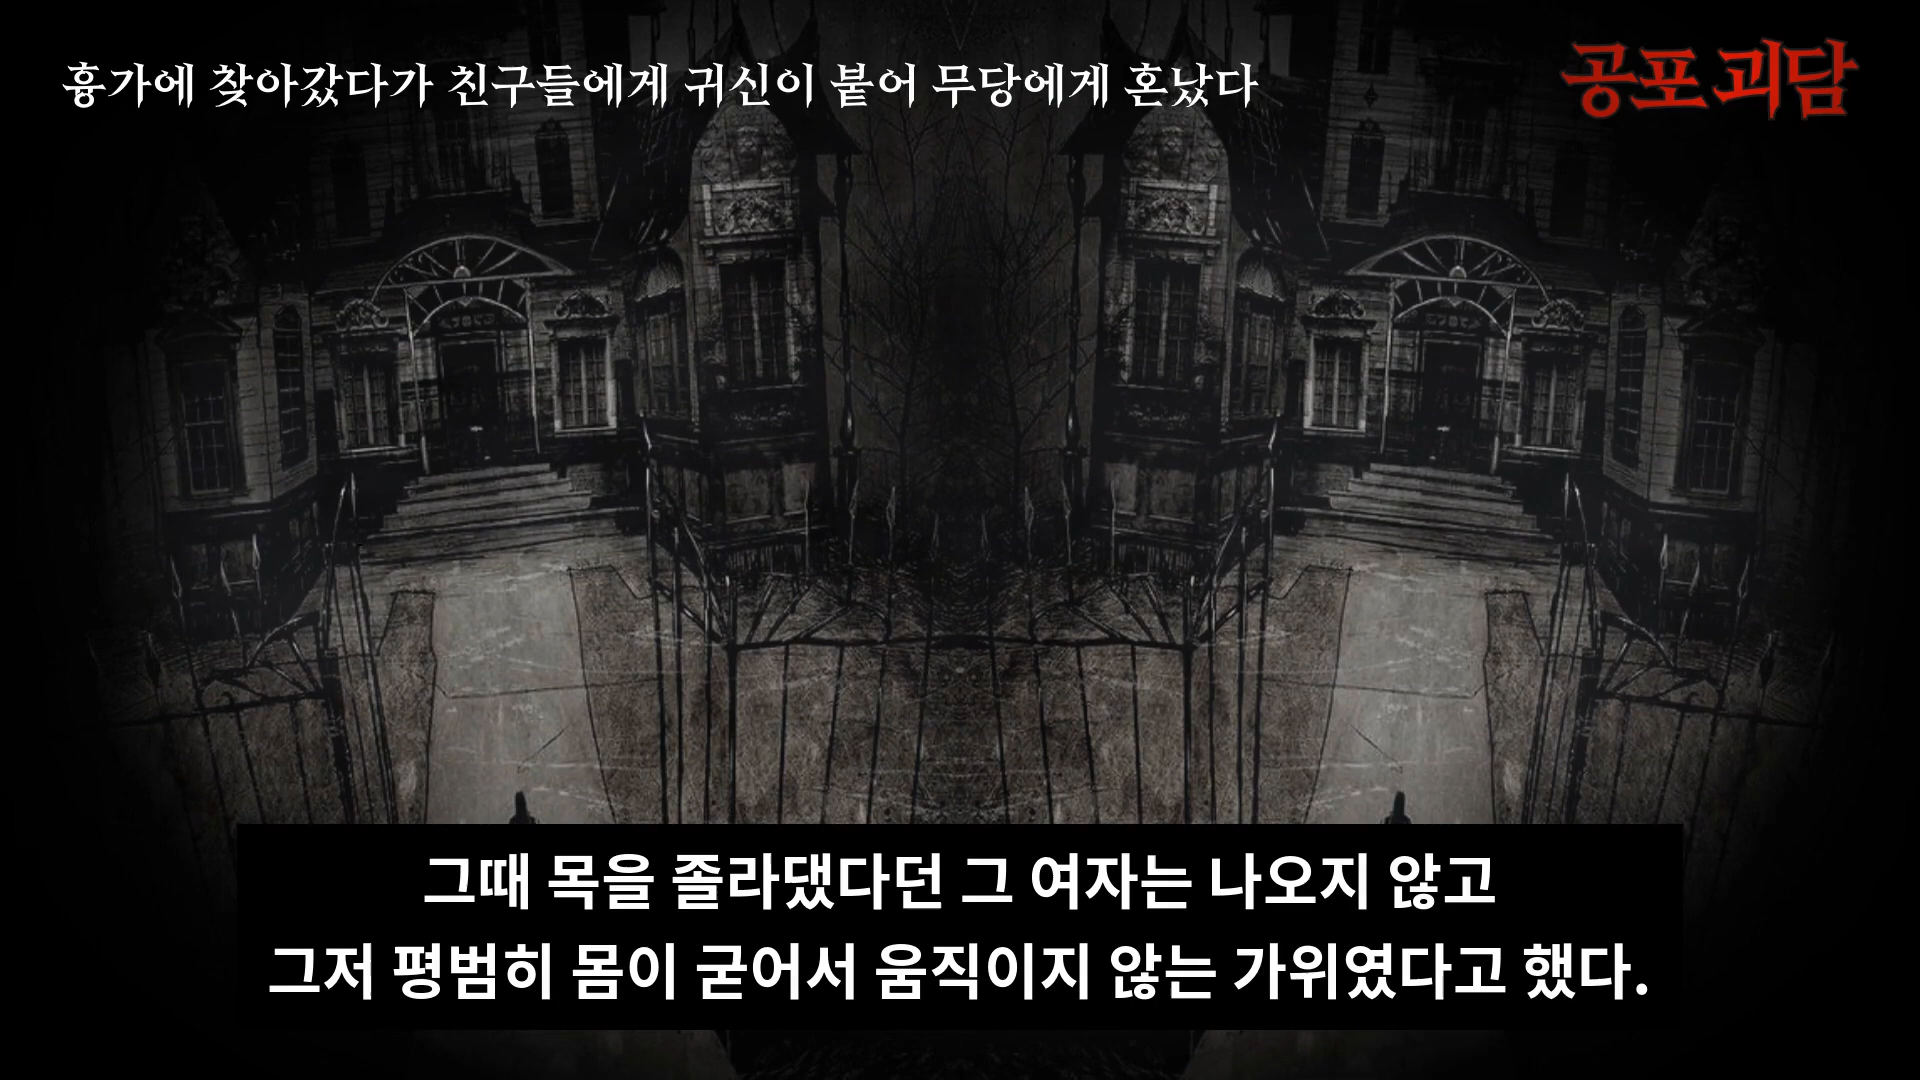 흉가에 찾아갔다가 친구들에게 귀신이 붙어 무당에게 혼났다
공포 괴담
그때 목을 졸라댔다던 그 여자는 나오지 않고
그저 평범히 몸이 굳어서 움직이지 않는 가위였다고 했다.